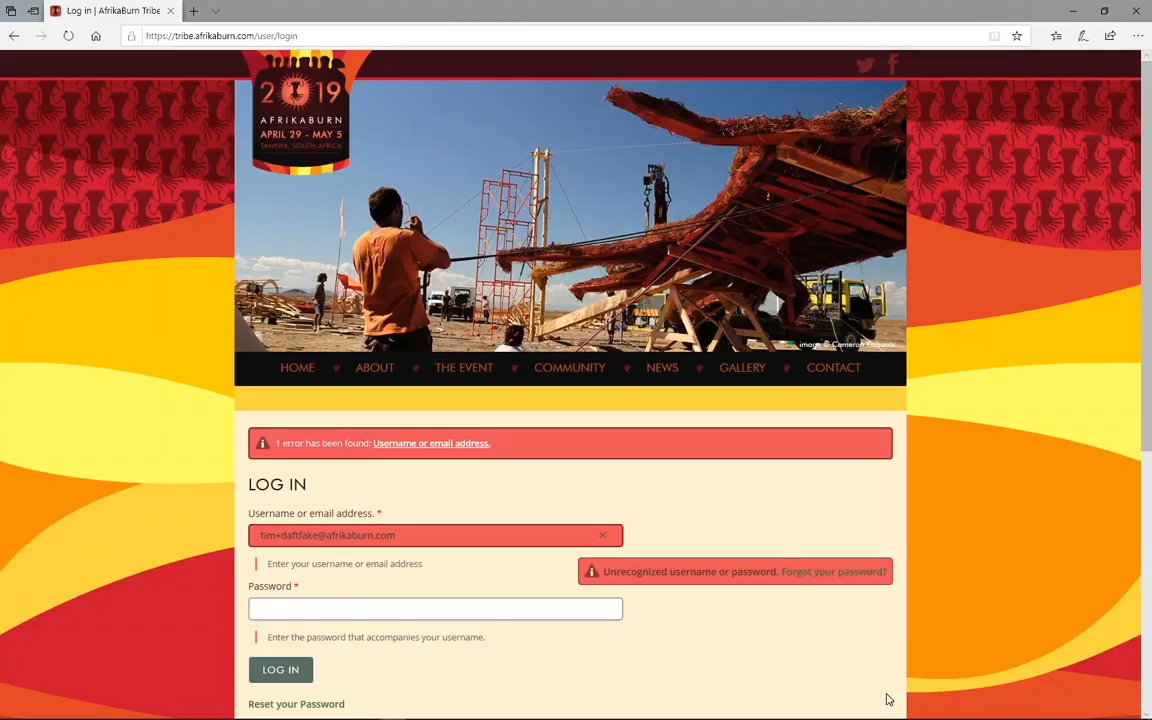 Log in | AfrikaBurn Tribe
https://tribe.afrikaburn.com/user/login
2019
AFRIKABURN
APRIL 29 - MAY 5
TANKWA, SOUTH AFRICA
image © Cameron Richards
HOME
ABOUT
THE EVENT
COMMUNITY
NEWS
GALLERY
CONTACT
1 error has been found: Username or email address.
LOG IN
Username or email address. *
tim+daftfake@afrikaburn.com
Enter your username or email address
Unrecognized username or password. Forgot your password?
Password *
Enter the password that accompanies your username.
LOG IN
Reset your Password